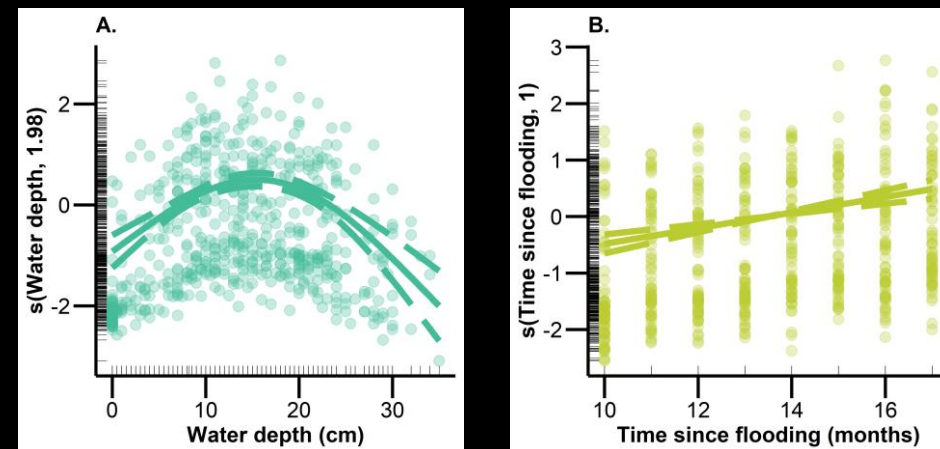 A.
s(Water depth, 1.98)
2
0
-2
0 10 20 30
Water depth (cm)
B.
s(Time since flooding, 1)
3
2
1
0
-1
-2
10 12 14 16
Time since flooding (months)